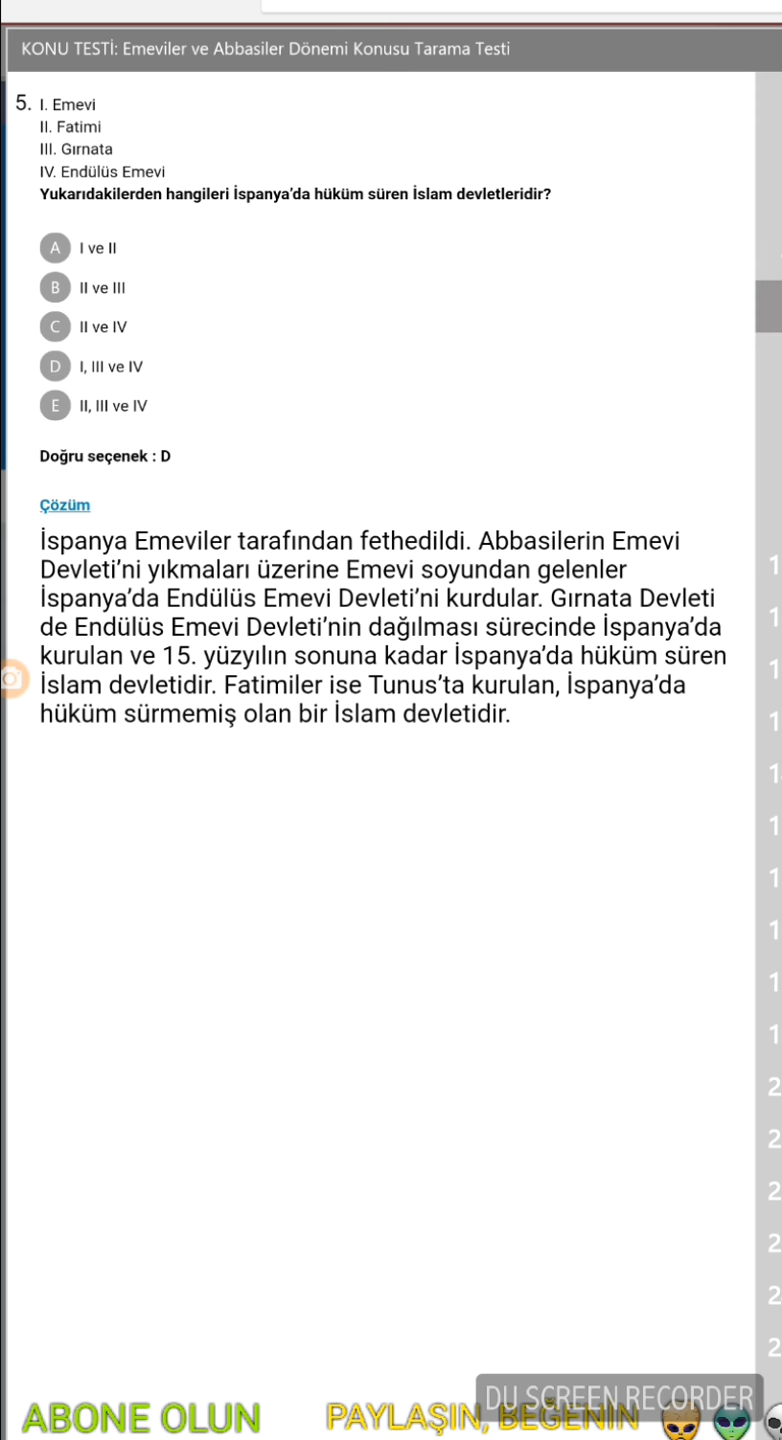 KONU TESTİ: Emeviler ve Abbasiler Dönemi Konusu Tarama Testi
5. I. Emevi
II. Fatimi
III. Gırnata
IV. Endülüs Emevi
Yukarıdakilerden hangileri İspanya’da hüküm süren İslam devletleridir?
A I ve II
B II ve III
C II ve IV
D I, III ve IV
E II, III ve IV
Doğru seçenek : D
Çözüm
İspanya Emeviler tarafından fethedildi. Abbasilerin Emevi
Devleti’ni yıkmaları üzerine Emevi soyundan gelenler
İspanya’da Endülüs Emevi Devleti’ni kurdular. Gırnata Devleti
de Endülüs Emevi Devleti’nin dağılması sürecinde İspanya’da
kurulan ve 15. yüzyılın sonuna kadar İspanya’da hüküm süren
İslam devletidir. Fatimiler ise Tunus’ta kurulan, İspanya’da
hüküm sürmemiş olan bir İslam devletidir.
DU SCREEN RECORDER
ABONE OLUN PAYLAŞIN, BEĞENİN